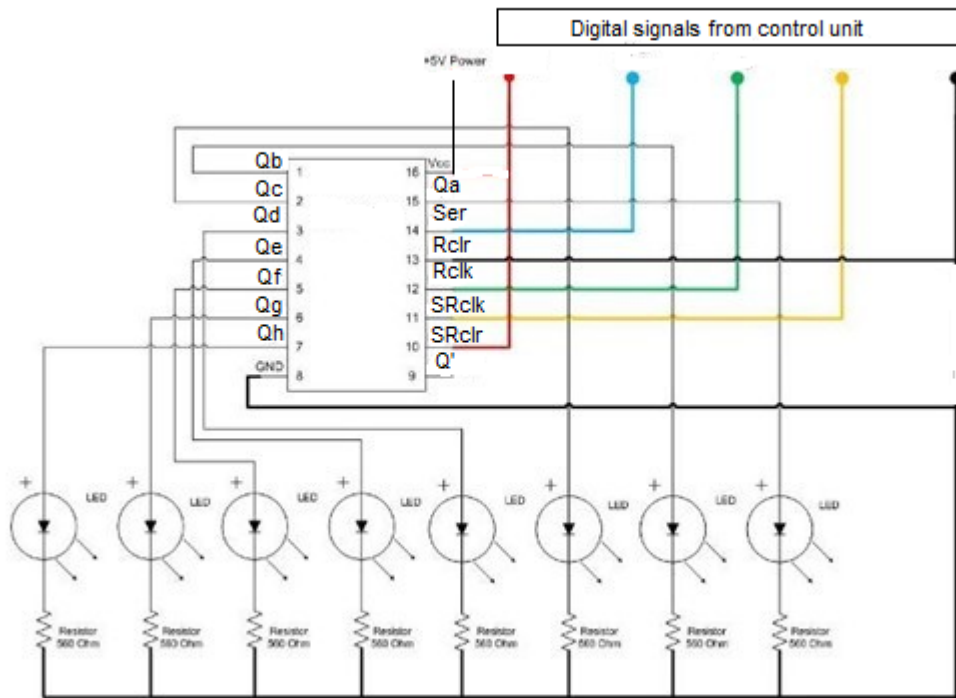 Digital signals from control unit
+5V Power
Qb 1 16 Vcc
Qc 2 15 Qa
Qd 3 14 Ser
Qe 4 13 Rclr
Qf 5 12 Rclk
Qg 6 11 SRclk
Qh 7 10 SRclr
GND 8 9 Q'
+ LED + LED + LED + LED + LED + LED + LED + LED
Resistor Resistor Resistor Resistor Resistor Resistor Resistor Resistor
560 Ohm 560 Ohm 560 Ohm 560 Ohm 560 Ohm 560 Ohm 560 Ohm 560 Ohm